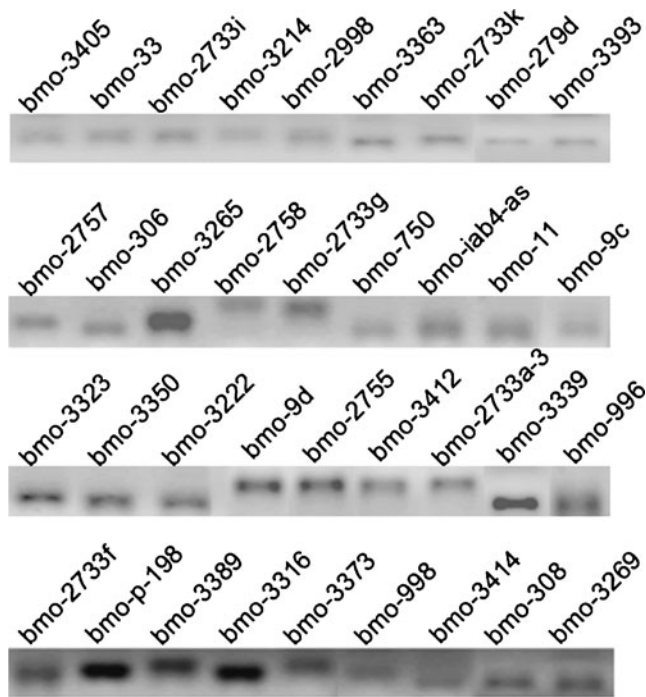 bmo-3405 bmo-33 bmo-2733i bmo-3214 bmo-2998 bmo-3363 bmo-2733k bmo-279d bmo-3393
bmo-2757 bmo-306 bmo-3265 bmo-2758 bmo-2733g bmo-750 bmo-iab4-as bmo-11 bmo-9c
bmo-3323 bmo-3350 bmo-3222 bmo-9d bmo-2755 bmo-3412 bmo-2733a-3 bmo-3339 bmo-996
bmo-2733f bmo-p-198 bmo-3389 bmo-3316 bmo-3373 bmo-998 bmo-3414 bmo-308 bmo-3269